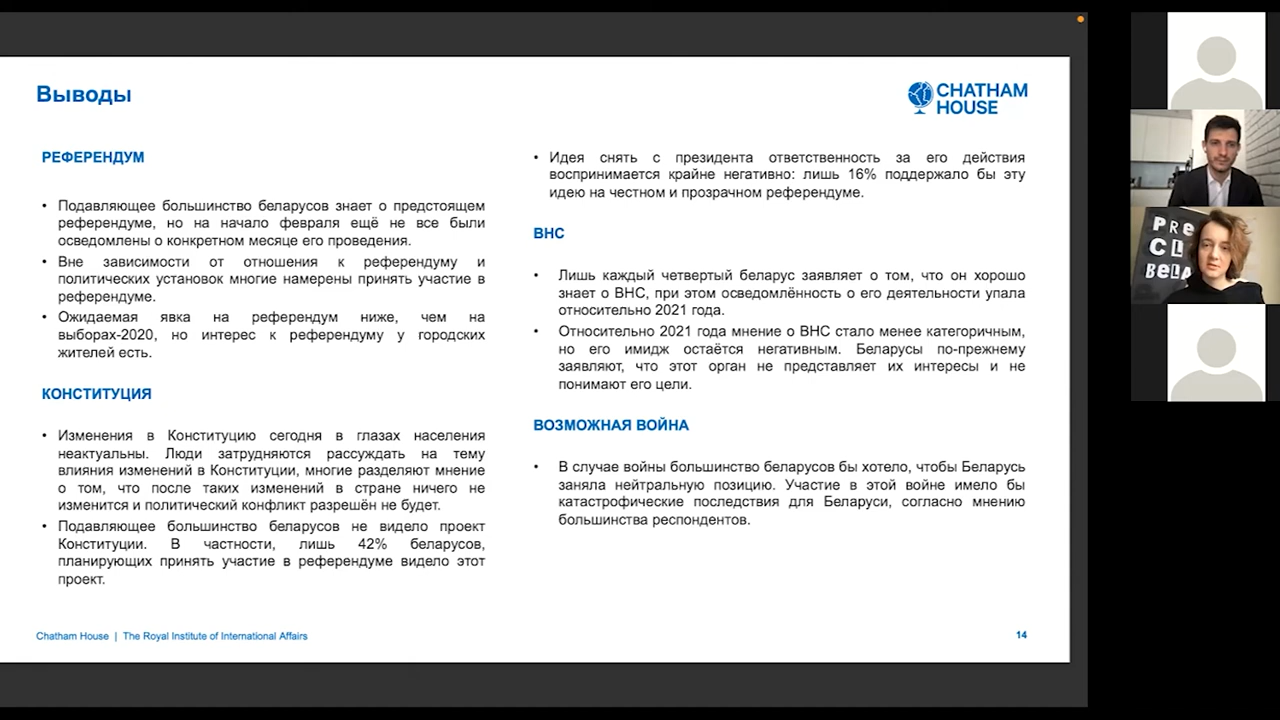 Выводы
CHATHAM
HOUSE
РЕФЕРЕНДУМ
• Подавляющее большинство беларусов знает о предстоящем
референдуме, но на начало февраля ещё не все были
осведомлены о конкретном месяце его проведения.
• Вне зависимости от отношения к референдуму и
политических установок многие намерены принять участие в
референдуме.
• Ожидаемая явка на референдум ниже, чем на
выборах-2020, но интерес к референдуму у городских
жителей есть.
КОНСТИТУЦИЯ
• Изменения в Конституцию сегодня в глазах населения
неактуальны. Люди затрудняются рассуждать на тему
влияния изменений в Конституции, многие разделяют мнение
о том, что после таких изменений в стране ничего не
изменится и политический конфликт разрешён не будет.
• Подавляющее большинство беларусов не видело проект
Конституции. В частности, лишь 42% беларусов,
планирующих принять участие в референдуме видело этот
проект.
• Идея снять с президента ответственность за его действия
воспринимается крайне негативно: лишь 16% поддержало бы эту
идею на честном и прозрачном референдуме.
ВНС
• Лишь каждый четвертый беларус заявляет о том, что он хорошо
знает о ВНС, при этом осведомлённость о его деятельности упала
относительно 2021 года.
• Относительно 2021 года мнение о ВНС стало менее категоричным,
но его имидж остаётся негативным. Беларусы по-прежнему
заявляют, что этот орган не представляет их интересы и не
понимают его цели.
ВОЗМОЖНАЯ ВОЙНА
• В случае войны большинство беларусов бы хотело, чтобы Беларусь
заняла нейтральную позицию. Участие в этой войне имело бы
катастрофические последствия для Беларуси, согласно мнению
большинства респондентов.
Chatham House | The Royal Institute of International Affairs
14
PRE
CL
BELA